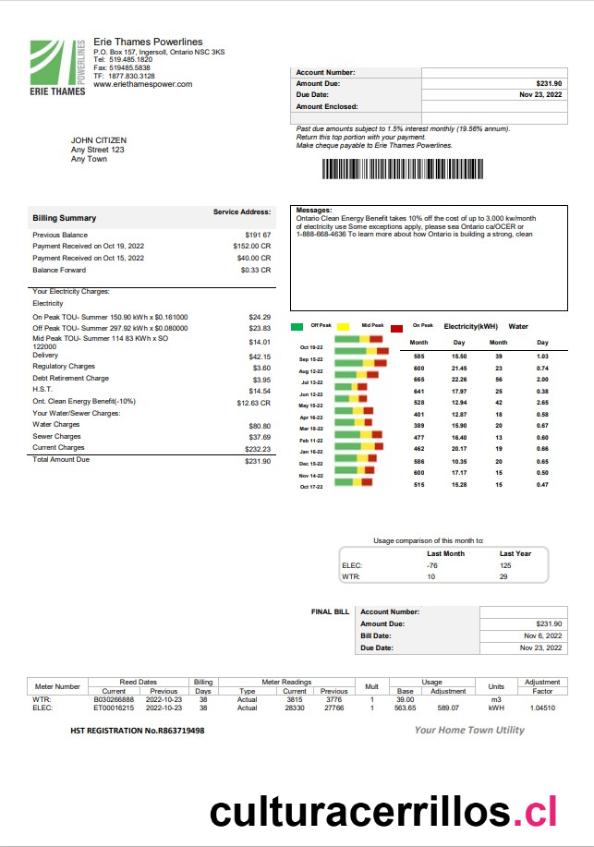 POWERLINES
ERIE THAMES
Erie Thames Powerlines
P.O. Box 157, Ingersoll, Ontario NSC 3KS
Tel: 519.485.1820
Fax: 519485.5838
TF: 1877.830.3128
www.eriethamespower.com
Account Number:
Amount Due: $231.90
Due Date: Nov 23, 2022
Amount Enclosed:
Past due amounts subject to 1.5% interest monthly (19.56% annum).
Return this top portion with your payment.
Make cheque payable to Erie Thames Powerlines.
JOHN CITIZEN
Any Street 123
Any Town
Billing Summary Service Address:
Previous Balance $191 67
Payment Received on Oct 19, 2022 $152.00 CR
Payment Received on Oct 15, 2022 $40.00 CR
Balance Forward $0.33 CR
Your Electricity Charges:
Electricity
On Peak TOU- Summer 150.90 kWh x $0.161000 $24.29
Off Peak TOU- Summer 297.92 kWh x $0.080000 $23.83
Mid Peak TOU- Summer 114 83 KWH x SO
122000 $14.01
Delivery $42.15
Regulatory Charges $3.60
Debt Retirement Charge $3.95
H.S.T. $14.54
Ont. Clean Energy Benefit(-10%) $12.63 CR
Your Water/Sewer Charges:
Water Charges $80.80
Sewer Charges $37.69
Current Charges $232.23
Total Amount Due $231.90
Messages:
Ontario Clean Energy Benefit takes 10% off the cost of up to 3.000 kw/month
of electricity use Some exceptions apply, please sea Ontario ca/OCER or
1-888-668-4636 To learn more about how Ontario is building a strong, clean
Off Peak Mid Peak On Peak Electricity(kWH) Water
Month Day Month Day
Oct 19-22 585 15.50 39 1.03
Sep 15-22 600 21.45 23 0.74
Aug 12-22 665 22.26 56 2.00
Jul 13-22 641 17.97 25 0.38
Jun 12-22 528 12.94 42 2.65
May 15-22 401 12.87 18 0.58
Apr 16-22 389 15.90 20 0.67
Mar 18-22 477 16.40 13 0.60
Feb 11-22 462 20.17 19 0.66
Jan 16-22
Dec 15-22 586 10.35 20 0.65
Nov 14-22 600 17.17 15 0.50
Oct 17-22 515 15.28 15 0.47
Usage comparison of this month to:
Last Month Last Year
ELEC: -76 125
WTR: 10 29
FINAL BILL Account Number:
Amount Due: $231.90
Bill Date: Nov 6, 2022
Due Date: Nov 23, 2022
Meter Number Reed Dates Billing Meter Readings Mult Usage Units Adjustment
Current Previous Days Type Current Previous Base Adjustment Factor
WTR: B030266888 2022-10-23 38 Actual 3815 3776 1 39.00 m3
ELEC: ET00016215 2022-10-23 38 Actual 28330 27766 1 563.65 589.07 kWH 1.04510
HST REGISTRATION No.R863719498 Your Home Town Utility
culturacerrillos.cl